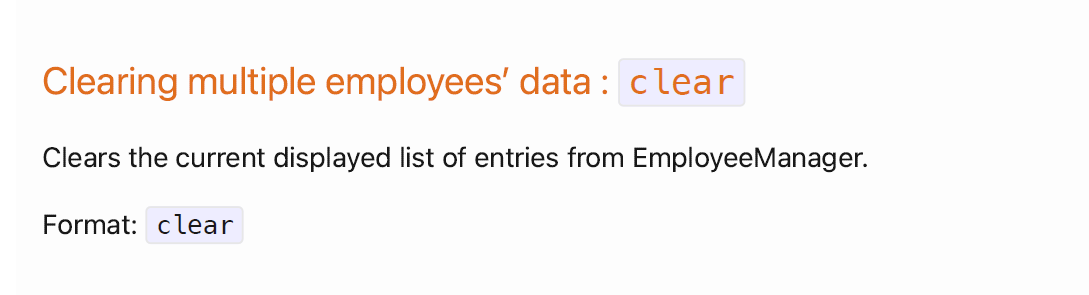 Clearing multiple employees’ data : clear
Clears the current displayed list of entries from EmployeeManager.
Format: clear